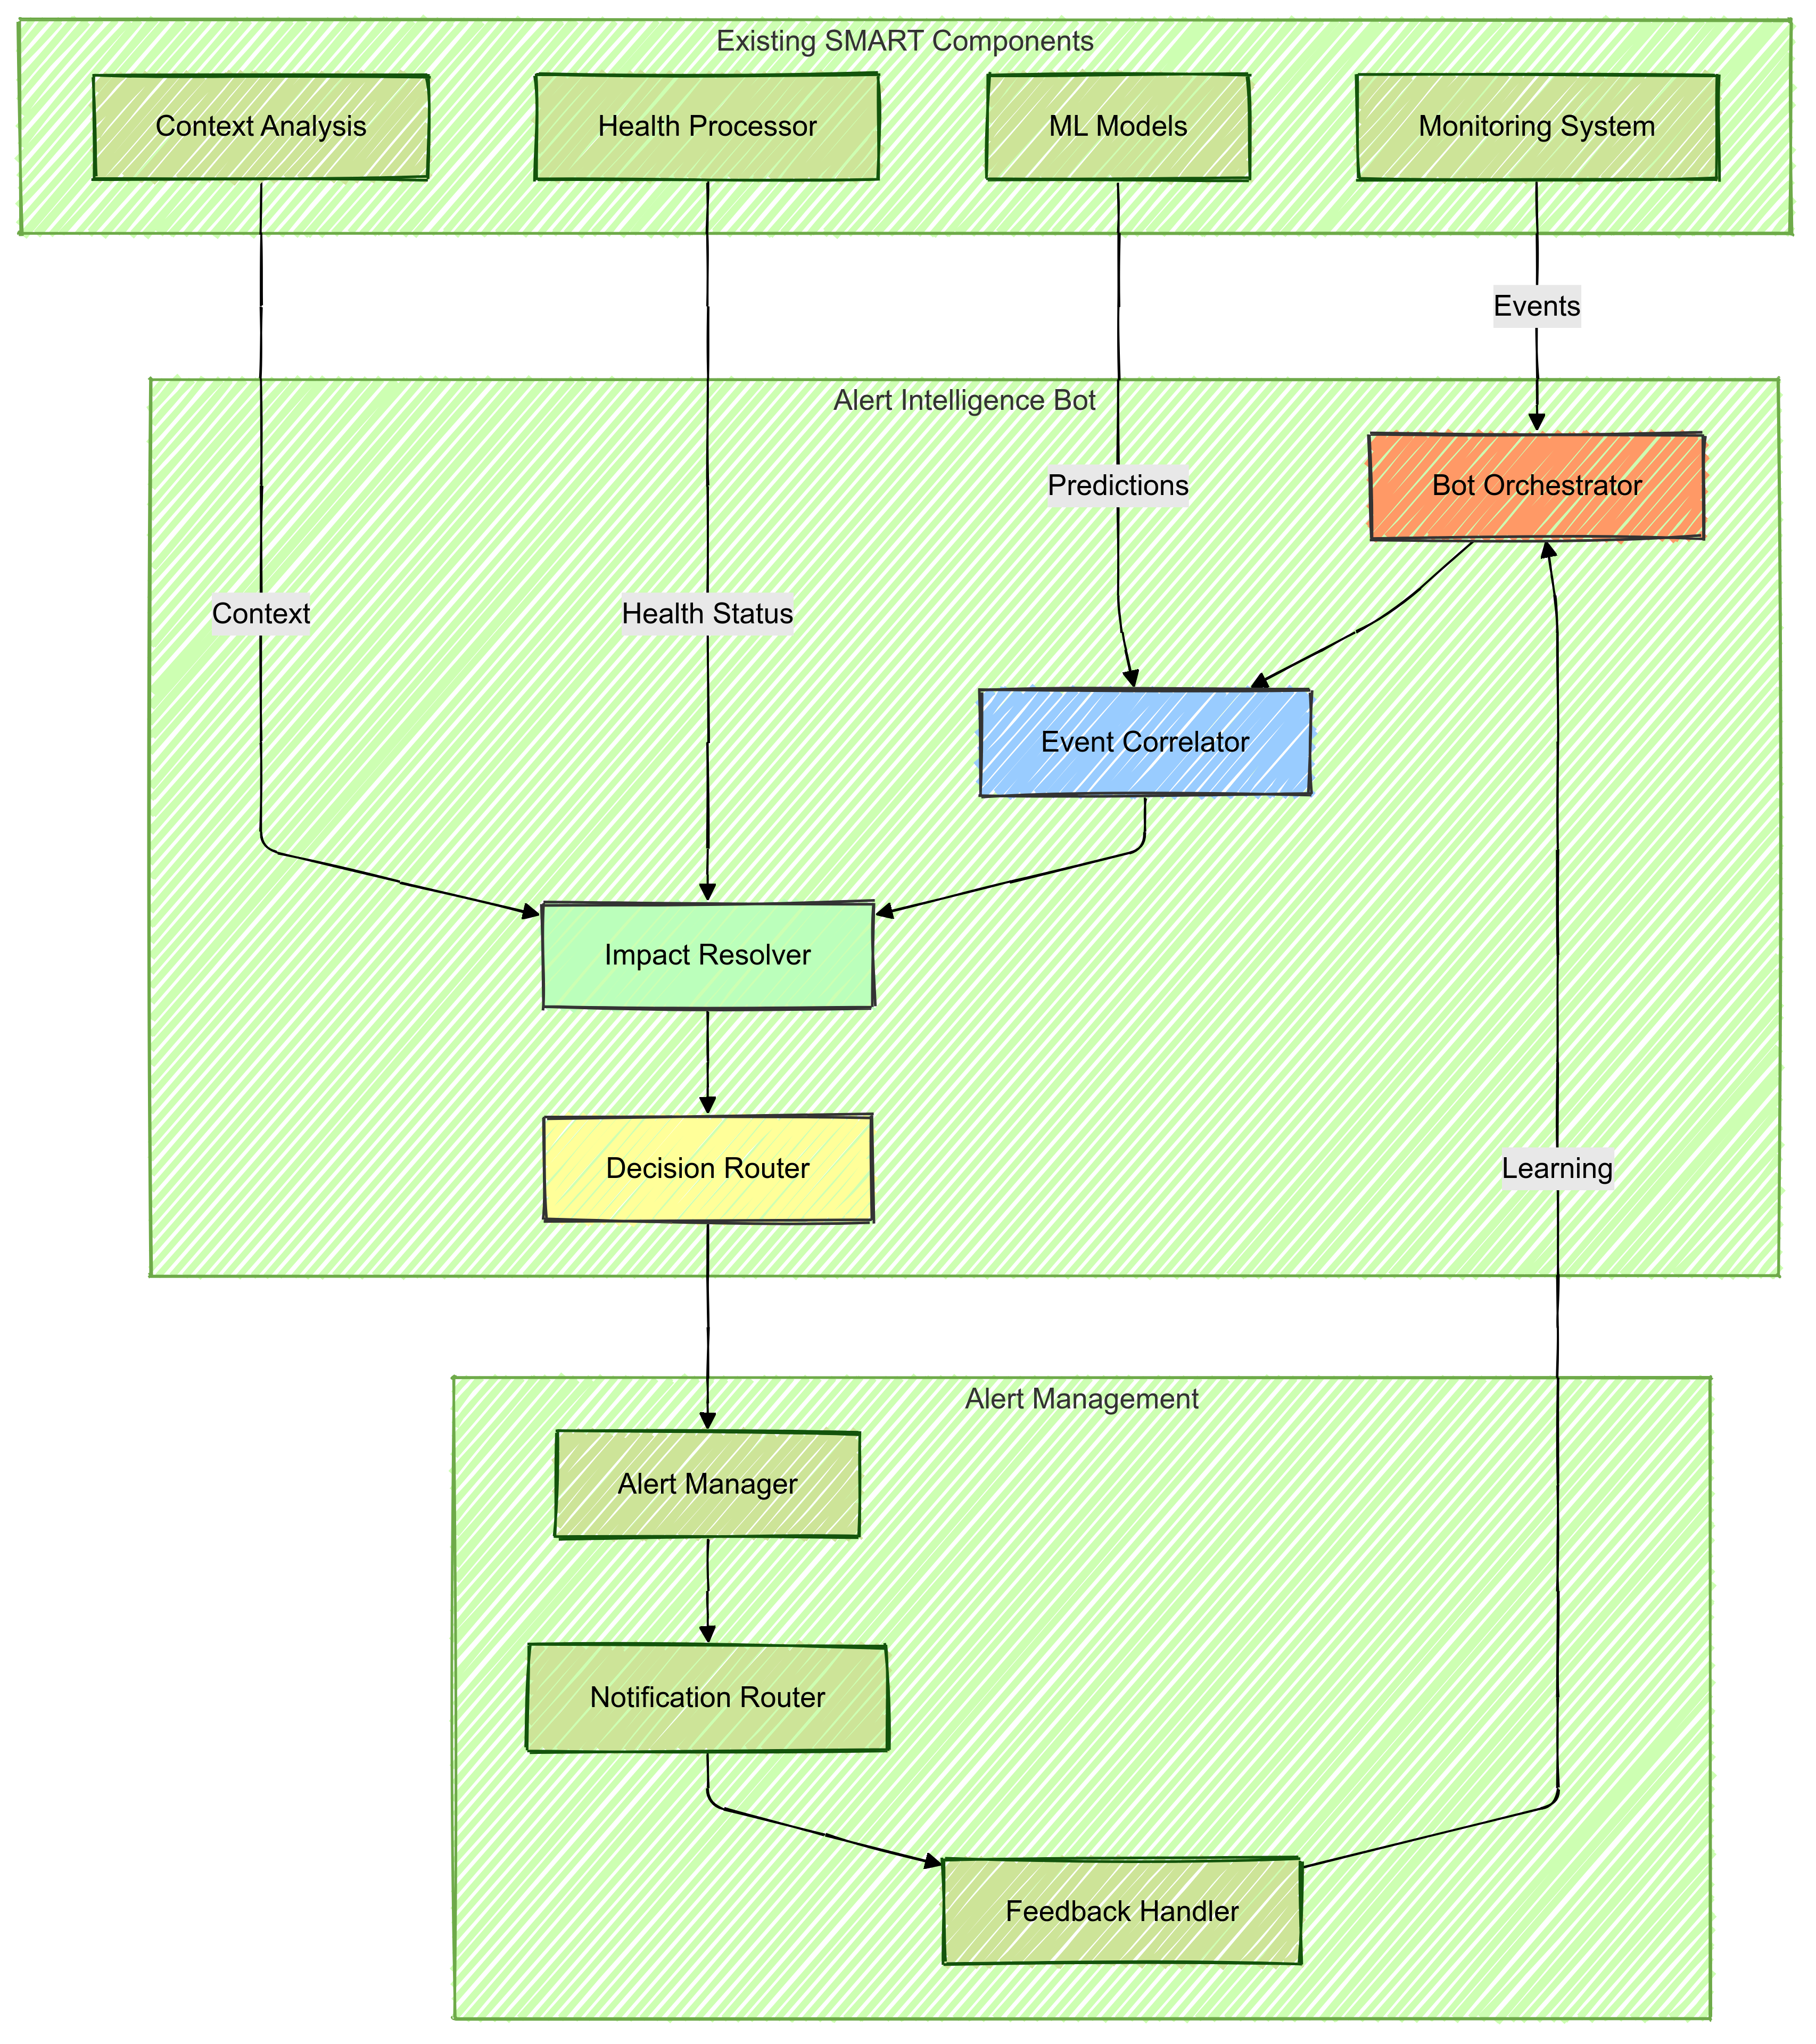 Existing SMART Components
Context Analysis
Health Processor
ML Models
Monitoring System
Events
Alert Intelligence Bot
Predictions
Bot Orchestrator
Context
Health Status
Event Correlator
Impact Resolver
Decision Router
Learning
Alert Management
Alert Manager
Notification Router
Feedback Handler